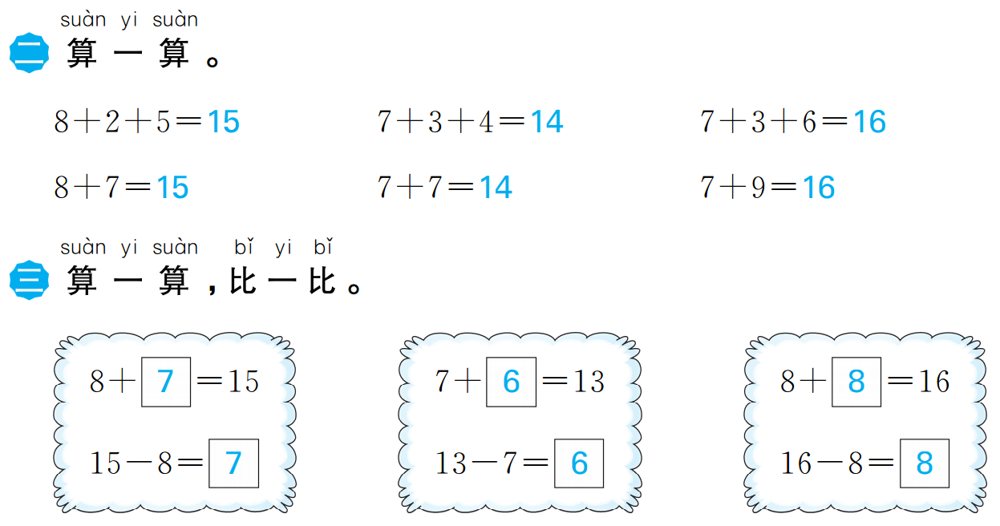 suàn yi suàn
二 算一算。
8+2+5=15 7+3+4=14 7+3+6=16
8+7=15 7+7=14 7+9=16
suàn yi suàn bǐ yi bǐ
三 算一算,比一比。
8+7=15 7+6=13 8+8=16
15-8=7 13-7=6 16-8=8